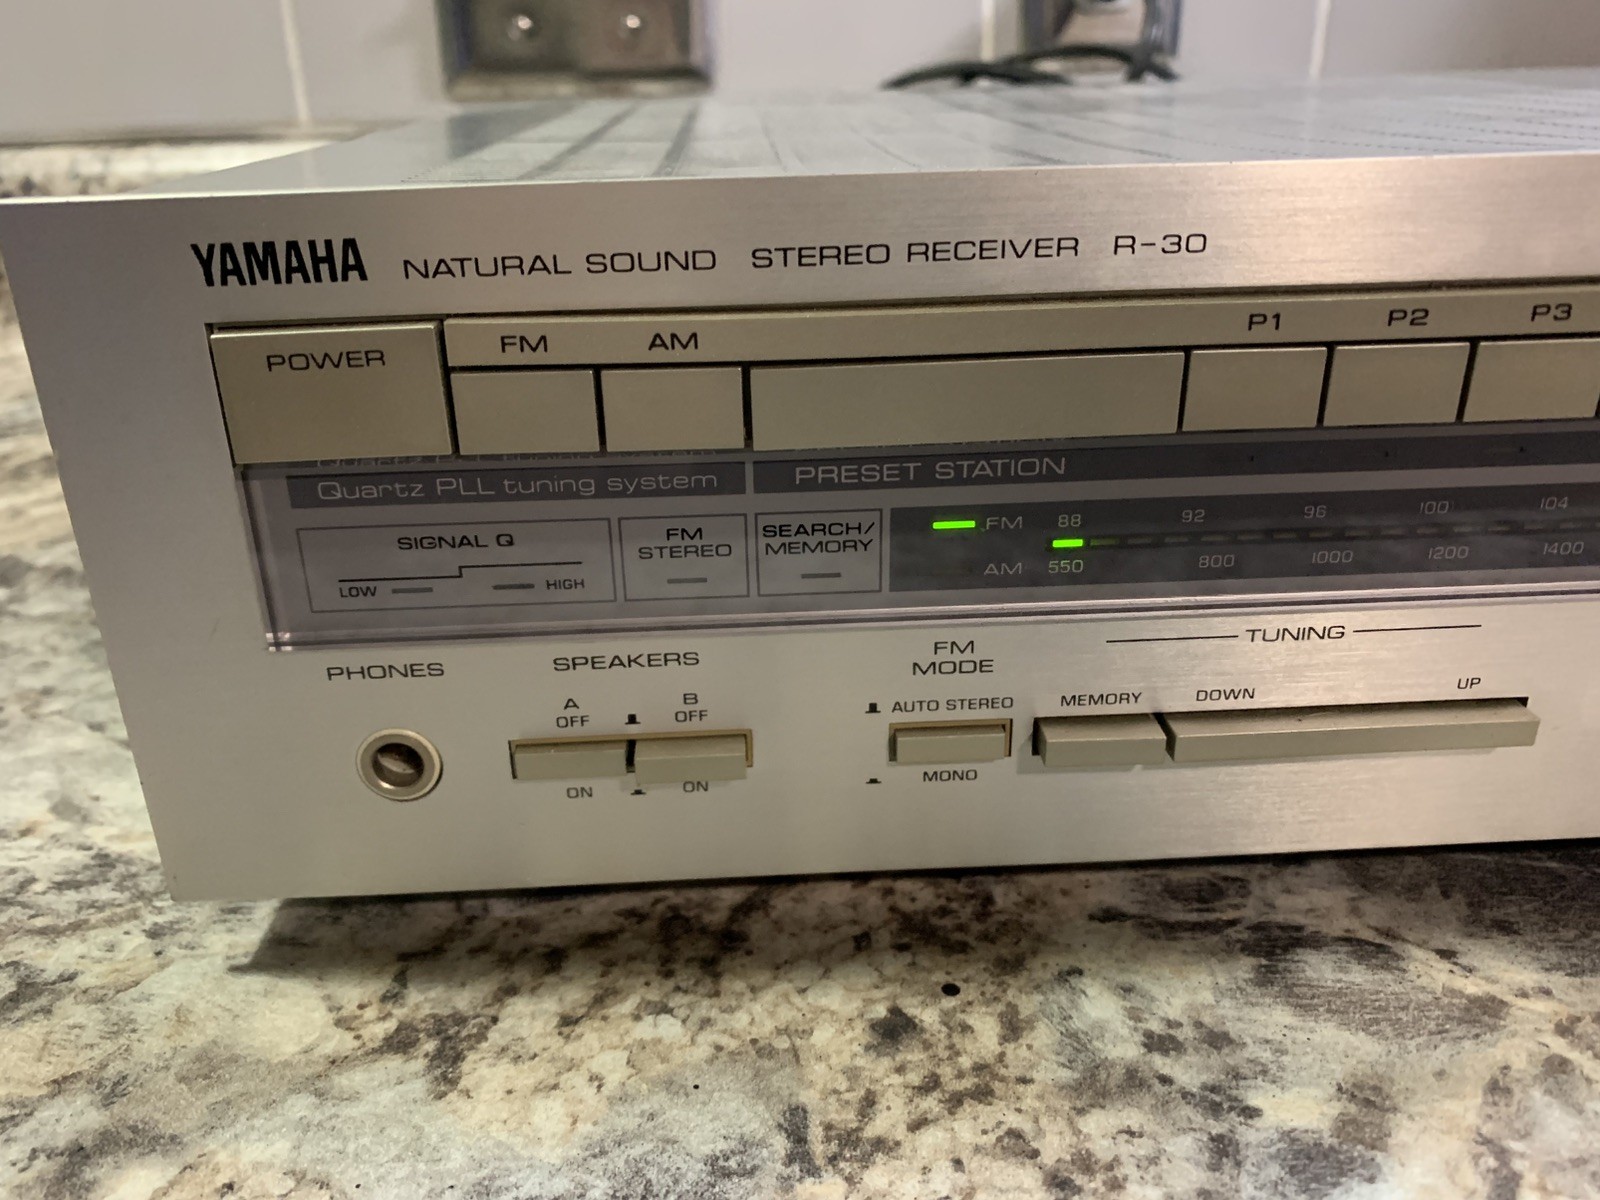 YAMAHA NATURAL SOUND STEREO RECEIVER R-30
POWER
FM AM P1 P2 P3
Quartz PLL tuning system
PRESET STATION
SIGNAL Q
LOW HIGH
FM
STEREO
SEARCH/
MEMORY
FM 88 92 96 100 104
AM 550 800 1000 1200 1400
PHONES
SPEAKERS
A B
OFF OFF
ON ON
FM
MODE
AUTO STEREO
MONO
TUNING
MEMORY DOWN UP